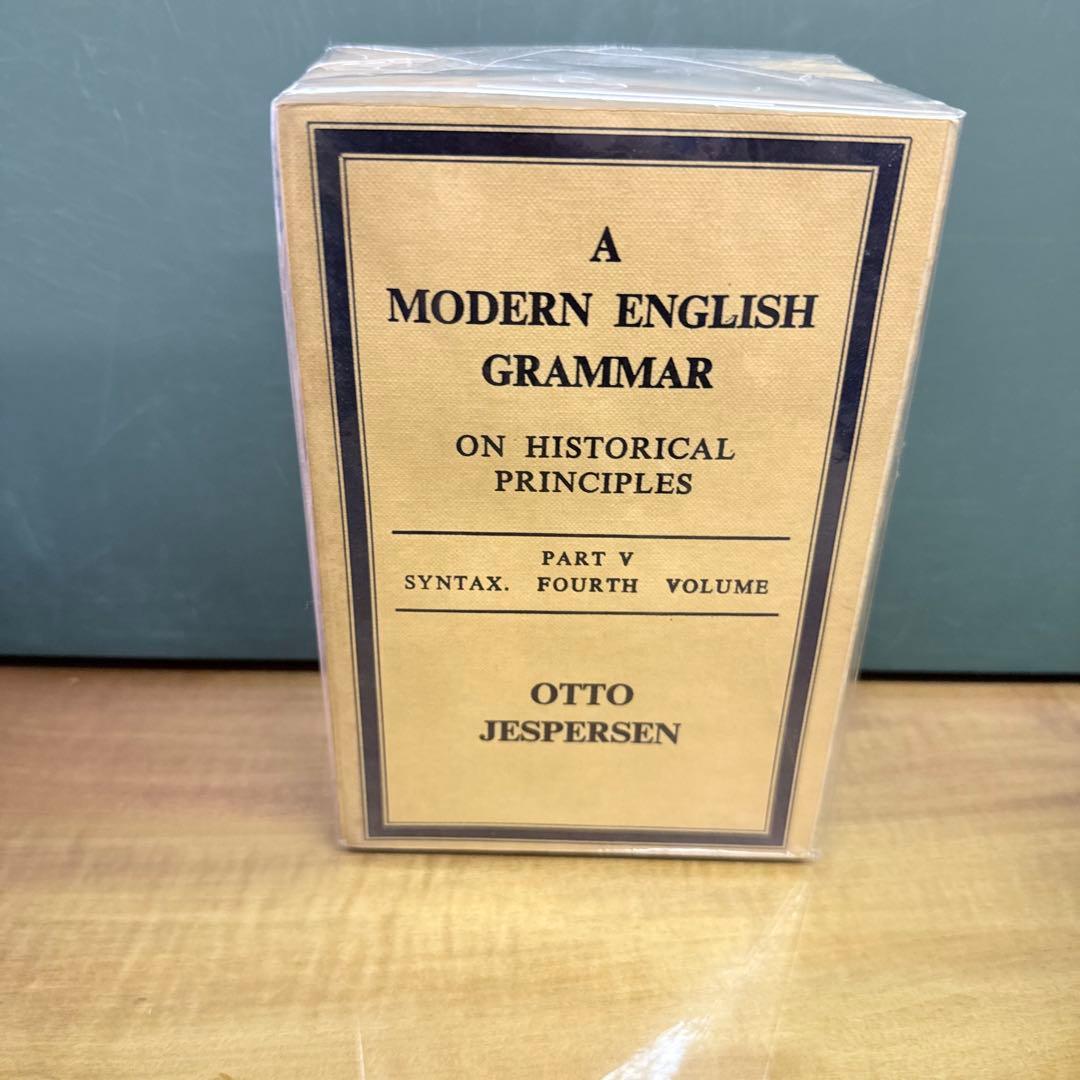 A
MODERN ENGLISH
GRAMMAR
ON HISTORICAL
PRINCIPLES
PART V
SYNTAX. FOURTH VOLUME
OTTO
JESPERSEN